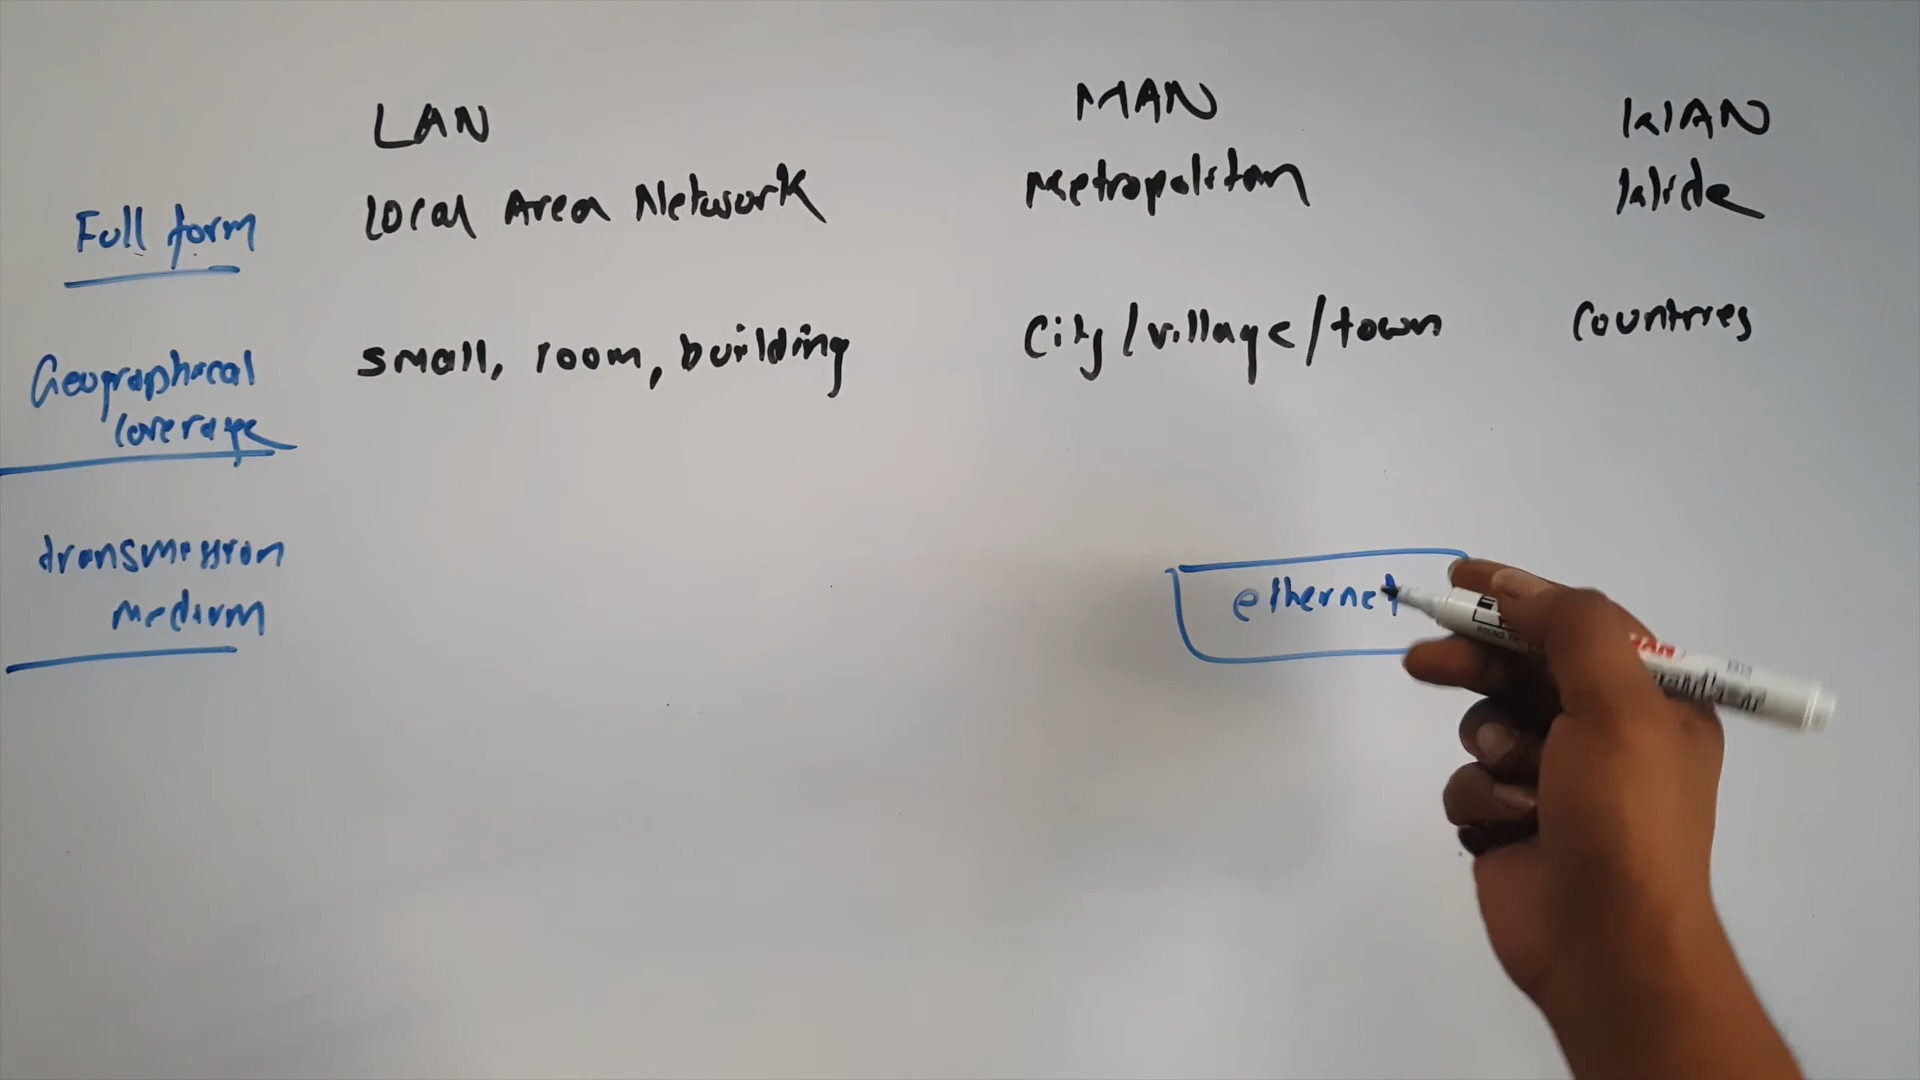 LAN MAN WAN
Full form Local Area Network Metropolitan Wide
Geographical small, room, building City/village/town Countries
coverage
transmission
medium
ethernet